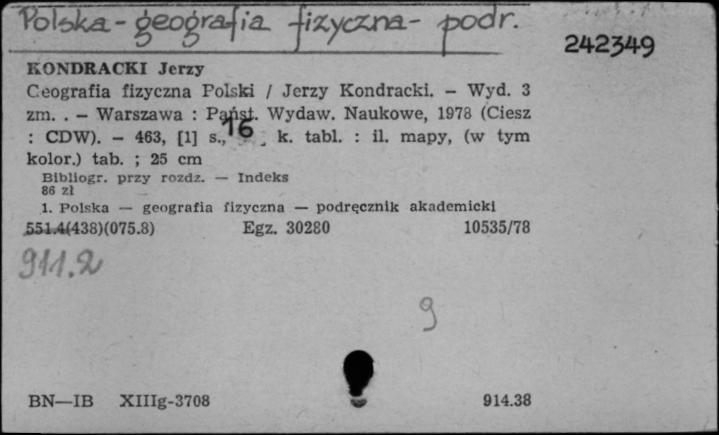 Polska - geografia fizyczna - podr.
242349
KONDRACKI Jerzy
Geografia fizyczna Polski / Jerzy Kondracki. — Wyd. 3
zm. . — Warszawa : Państ. Wydaw. Naukowe, 1978 (Ciesz
: CDW). — 463, [1] s., 16 k. tabl. : il. mapy, (w tym
kolor.) tab. ; 25 cm
Bibliogr. przy rozdz. — Indeks
86 zł
1. Polska — geografia fizyczna — podręcznik akademicki
551.4(438)(075.8) Egz. 30280 10535/78
911.2
g
BN—IB XIIIg-3708 914.38